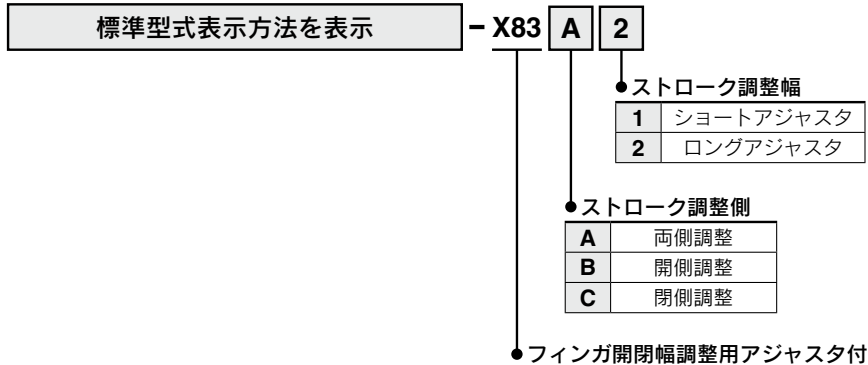 標準型式表示方法を表示 -X83 A 2
ストローク調整幅
1 ショートアジャスタ
2 ロングアジャスタ
ストローク調整側
A 両側調整
B 開側調整
C 閉側調整
フィンガ開閉幅調整用アジャスタ付